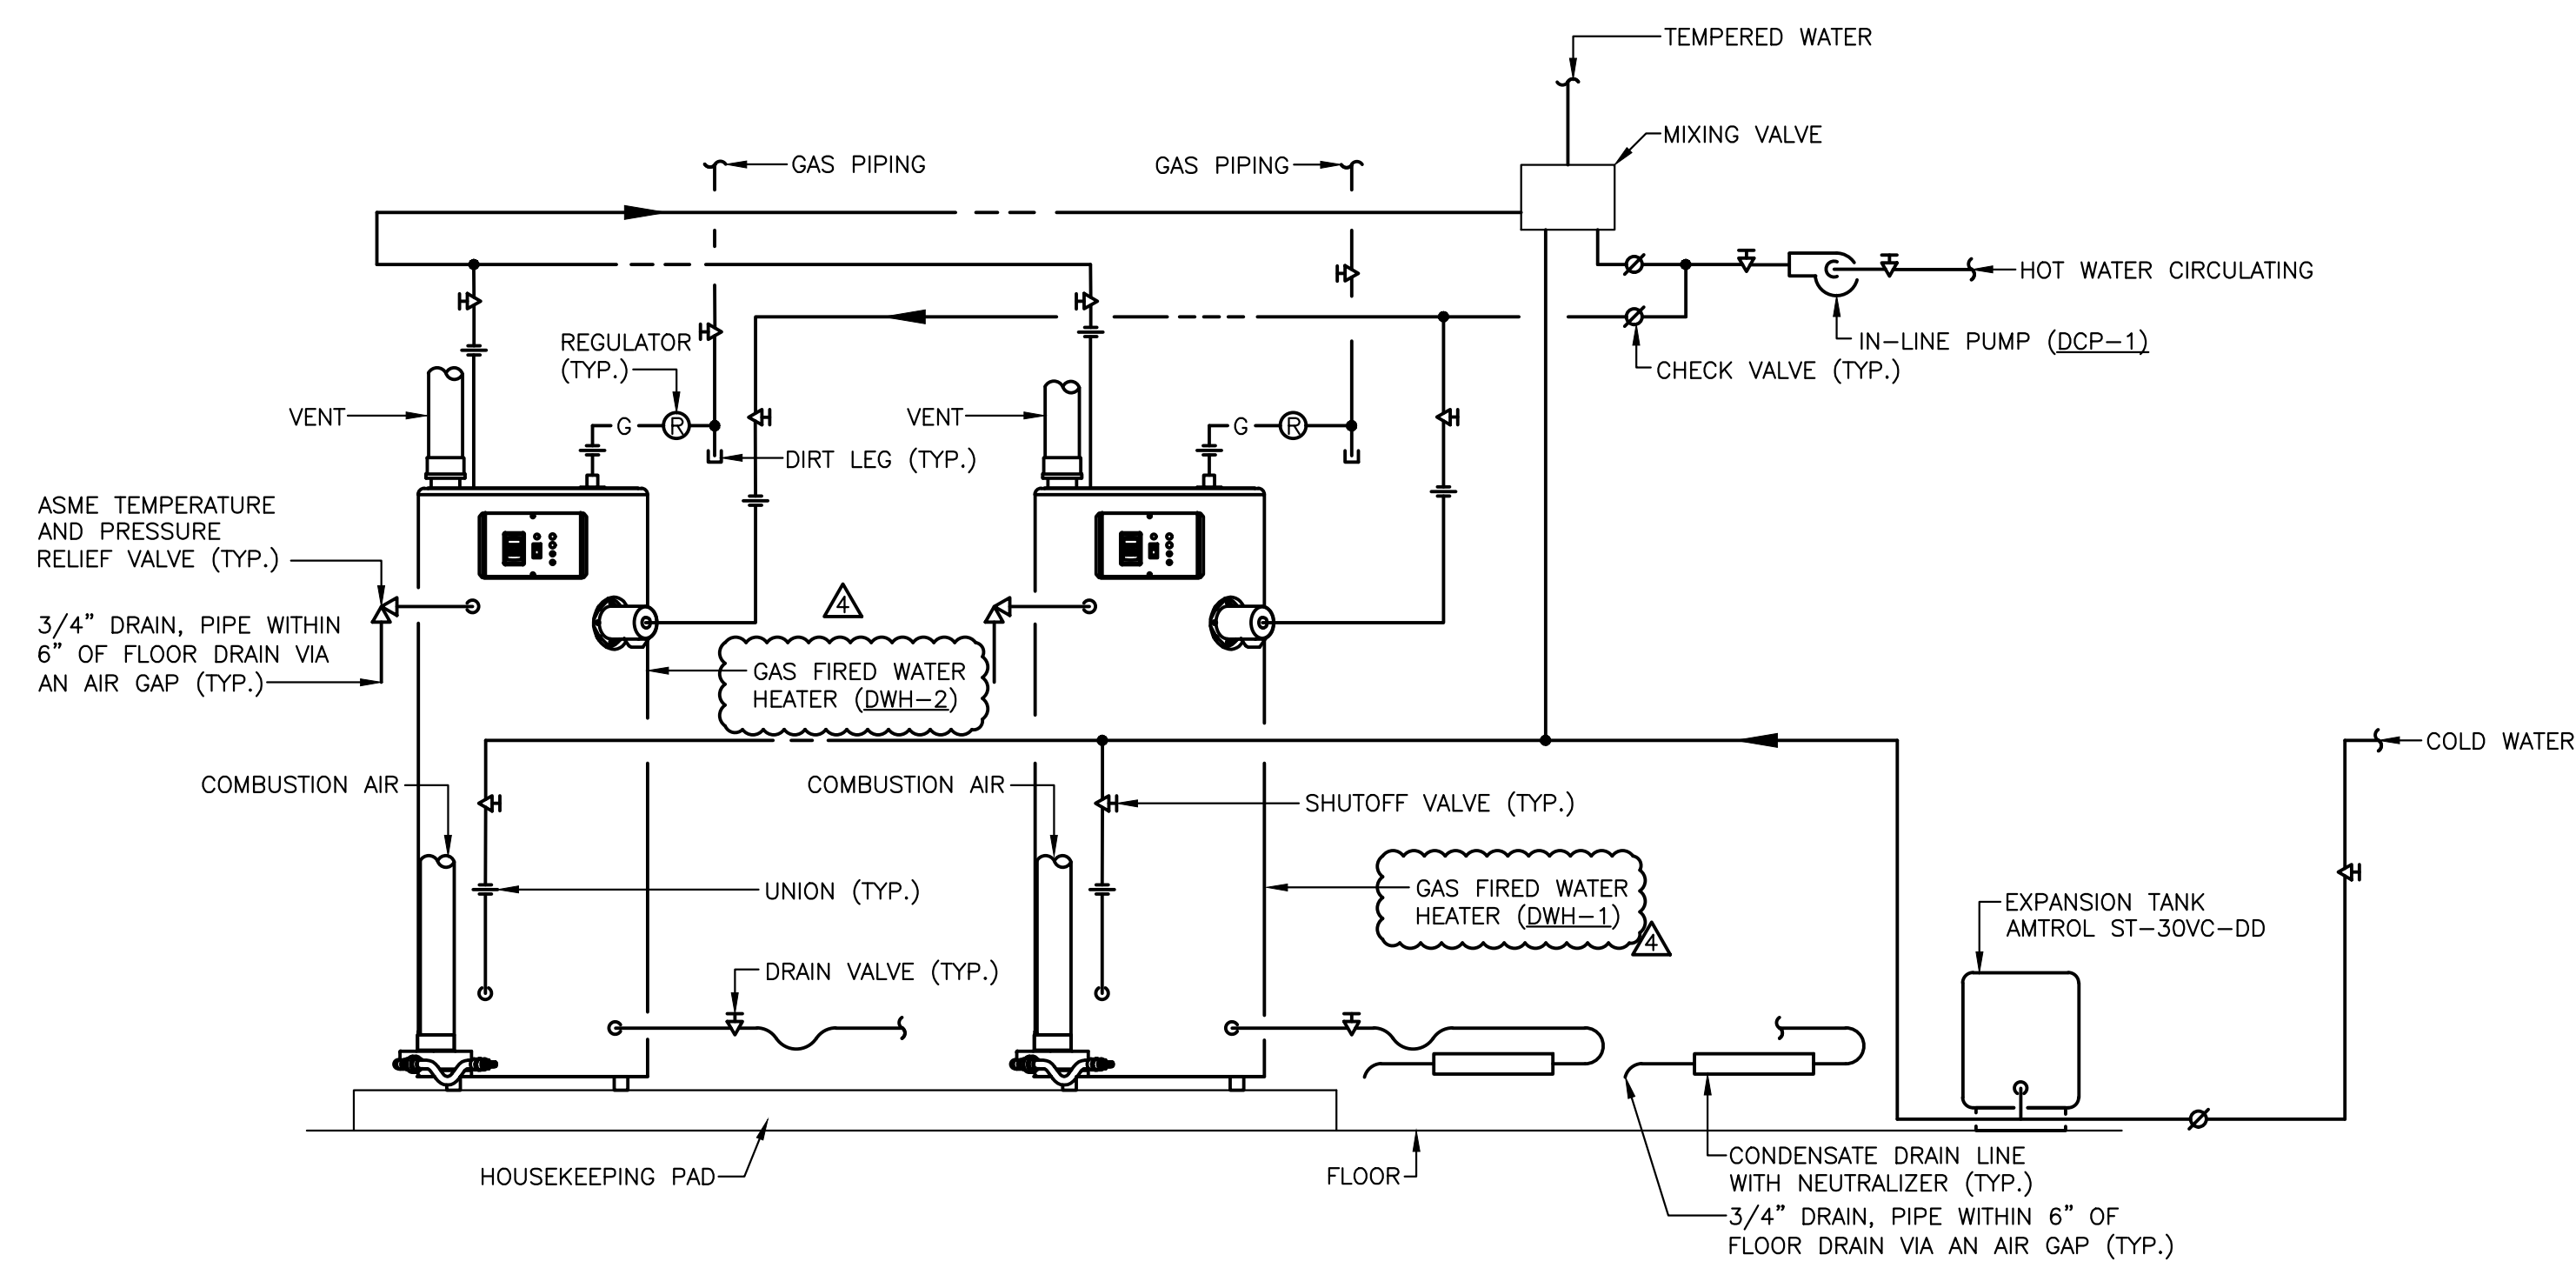 TEMPERED WATER
MIXING VALVE
GAS PIPING
GAS PIPING
HOT WATER CIRCULATING
IN-LINE PUMP (DCP-1)
CHECK VALVE (TYP.)
REGULATOR
(TYP.)
VENT
G
R
VENT
G
R
DIRT LEG (TYP.)
ASME TEMPERATURE
AND PRESSURE
RELIEF VALVE (TYP.)
3/4" DRAIN, PIPE WITHIN
6" OF FLOOR DRAIN VIA
AN AIR GAP (TYP.)
4
GAS FIRED WATER
HEATER (DWH-2)
COLD WATER
COMBUSTION AIR
COMBUSTION AIR
SHUTOFF VALVE (TYP.)
UNION (TYP.)
GAS FIRED WATER
HEATER (DWH-1)
4
EXPANSION TANK
AMTROL ST-30VC-DD
DRAIN VALVE (TYP.)
HOUSEKEEPING PAD
FLOOR
CONDENSATE DRAIN LINE
WITH NEUTRALIZER (TYP.)
3/4" DRAIN, PIPE WITHIN 6" OF
FLOOR DRAIN VIA AN AIR GAP (TYP.)